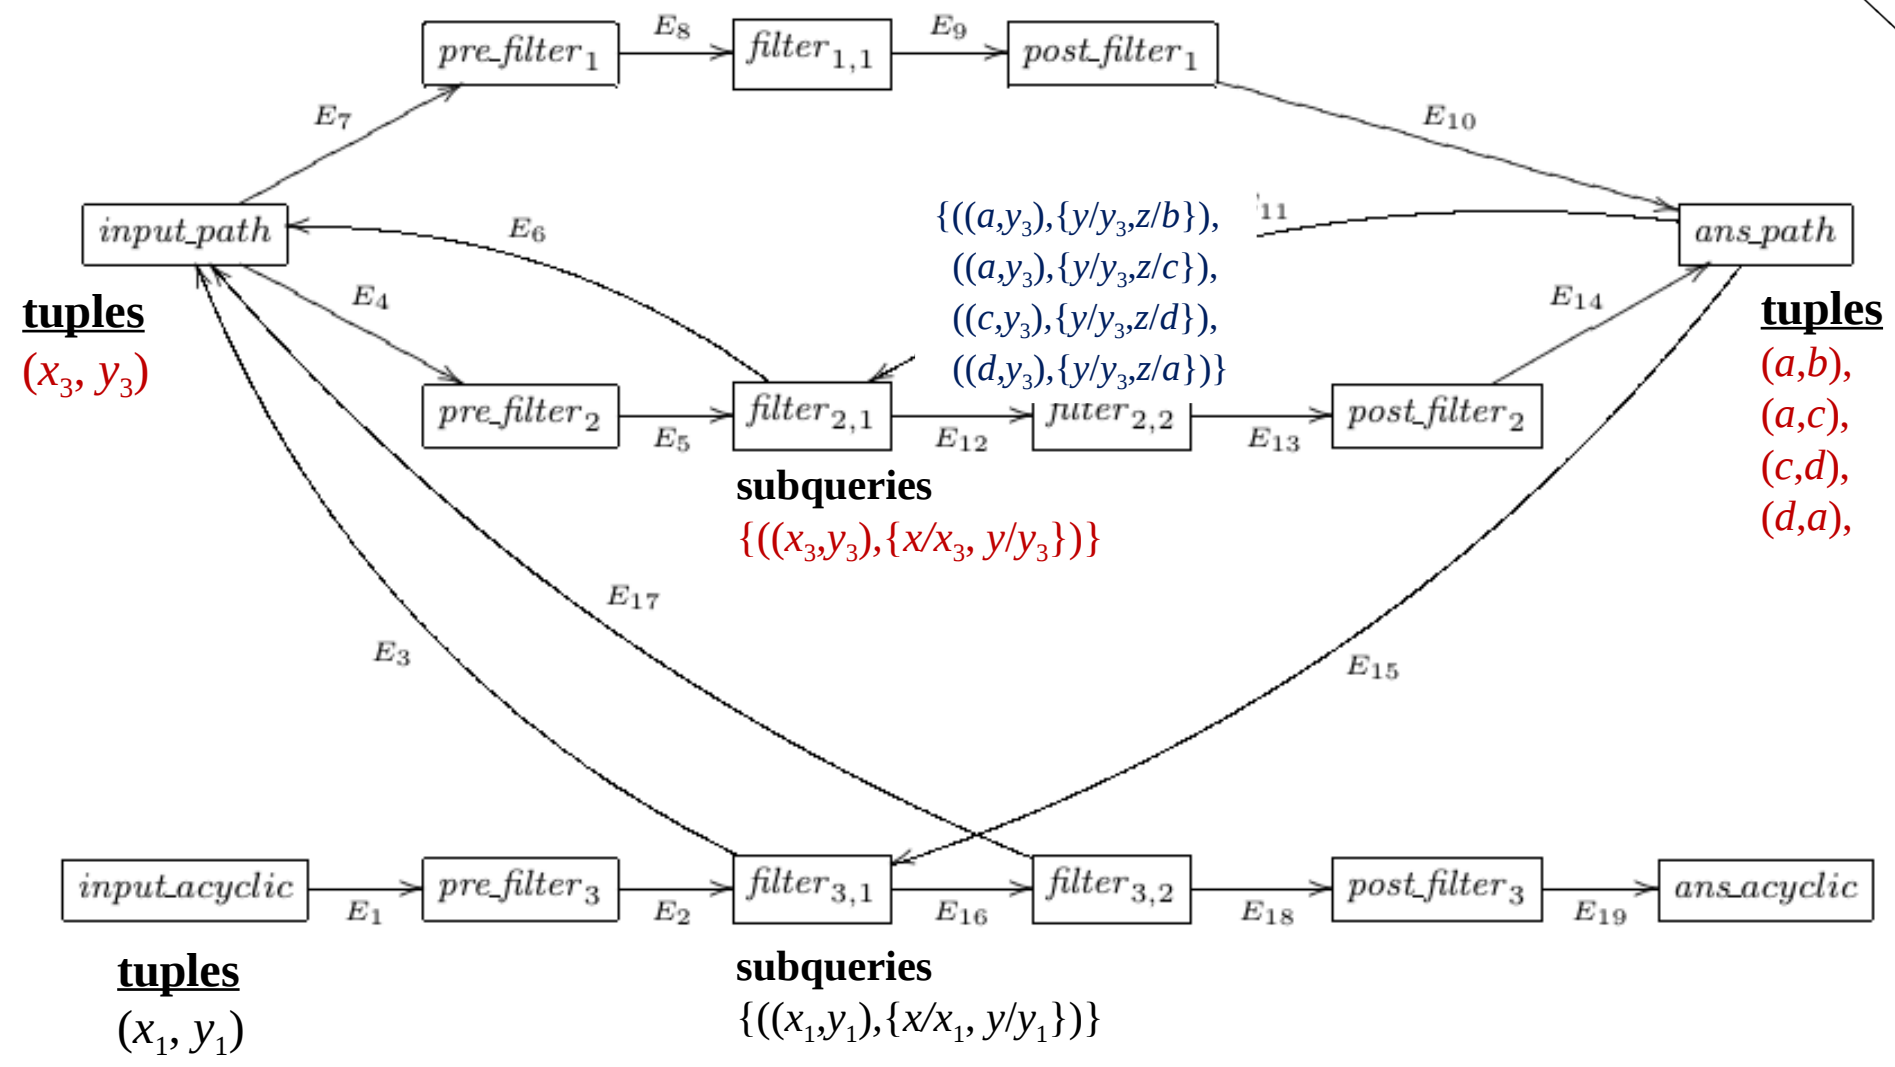 E₈
E₉
pre_filter₁
filter₁,₁
post_filter₁
E₇
E₁₀
{((a,y₃),{y/y₃,z/b}),
₁₁
input_path
E₆
ans_path
((a,y₃),{y/y₃,z/c}),
E₄
E₁₄
tuples
(x₃, y₃)
((c,y₃),{y/y₃,z/d}),
((d,y₃),{y/y₃,z/a})}
tuples
(a,b),
(a,c),
(c,d),
(d,a),
pre_filter₂
filter₂,₁
filter₂,₂
post_filter₂
E₅
E₁₂
E₁₃
subqueries
{((x₃,y₃),{x/x₃, y/y₃})}
E₁₇
E₃
E₁₅
input_acyclic
pre_filter₃
filter₃,₁
filter₃,₂
post_filter₃
ans_acyclic
E₁
E₂
E₁₆
E₁₈
E₁₉
tuples
(x₁, y₁)
subqueries
{((x₁,y₁),{x/x₁, y/y₁})}